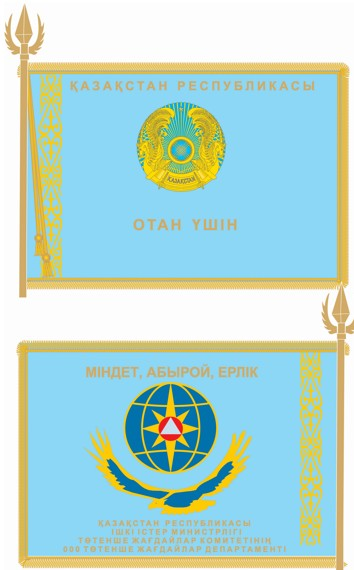 ҚАЗАҚСТАН РЕСПУБЛИКАСЫ
ҚАЗАҚСТАН
ОТАН ҮШІН
МІНДЕТ, АБЫРОЙ, ЕРЛІК
ҚАЗАҚСТАН РЕСПУБЛИКАСЫ
ІШКІ ІСТЕР МИНИСТРЛІГІ
ТӨТЕНШЕ ЖАҒДАЙЛАР КОМИТЕТІНІҢ
000 ТӨТЕНШЕ ЖАҒДАЙЛАР ДЕПАРТАМЕНТІ